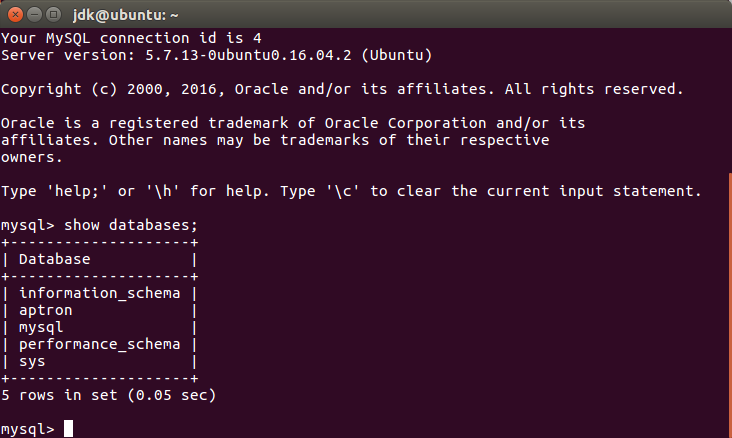 jdk@ubuntu: ~
Your MySQL connection id is 4
Server version: 5.7.13-0ubuntu0.16.04.2 (Ubuntu)
Copyright (c) 2000, 2016, Oracle and/or its affiliates. All rights reserved.
Oracle is a registered trademark of Oracle Corporation and/or its
affiliates. Other names may be trademarks of their respective
owners.
Type 'help;' or '\h' for help. Type '\c' to clear the current input statement.
mysql> show databases;
+--------------------+
| Database           |
+--------------------+
| information_schema |
| aptron             |
| mysql              |
| performance_schema |
| sys                |
+--------------------+
5 rows in set (0.05 sec)
mysql>